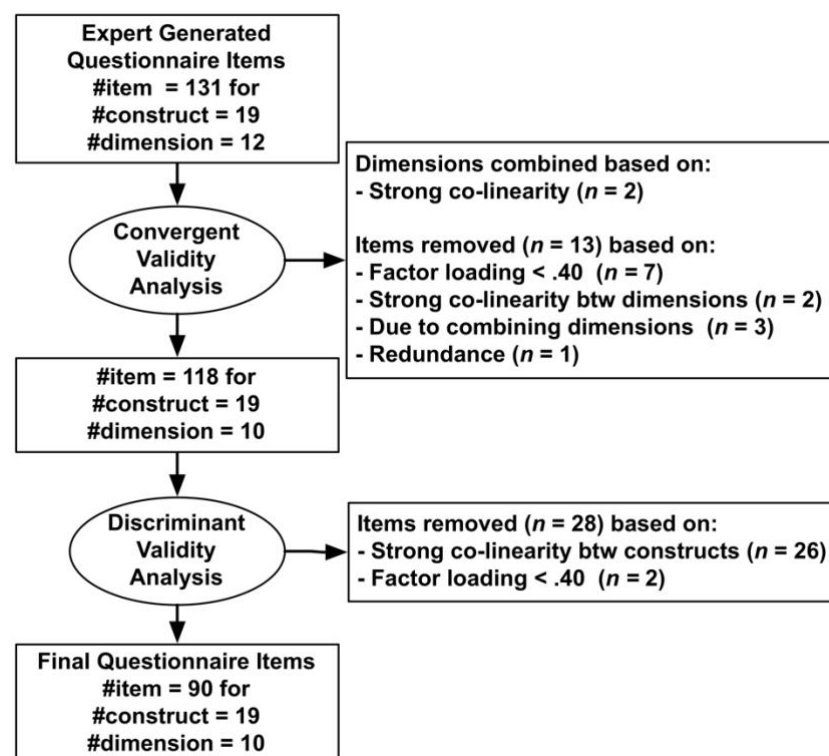 Expert Generated
Questionnaire Items
#item = 131 for
#construct = 19
#dimension = 12
Dimensions combined based on:
- Strong co-linearity (n = 2)
Items removed (n = 13) based on:
- Factor loading < .40 (n = 7)
- Strong co-linearity btw dimensions (n = 2)
- Due to combining dimensions (n = 3)
- Redundance (n = 1)
Convergent
Validity
Analysis
#item = 118 for
#construct = 19
#dimension = 10
Discriminant
Validity
Analysis
Items removed (n = 28) based on:
- Strong co-linearity btw constructs (n = 26)
- Factor loading < .40 (n = 2)
Final Questionnaire Items
#item = 90 for
#construct = 19
#dimension = 10